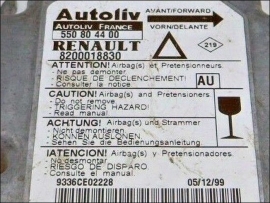 Autoliv
AVANT/FORWARD
AUTOLIV FRANCE
VORN/DELANTE
550 80 44 00
RENAULT
219
8200018830
ATTENTION! Airbag(s) et Pretensionneurs.
- Ne pas demonter
- RISQUE DE DECLENCHEMENT!
- Consulter la notice
AU
CAUTION! Airbag(s) and Pretensioners
- Do not remove
- TRIGGERING HAZARD!
- Read manual
ACHTUNG! Airbag(s) und Strammer
- Nicht demontieren
- KONNEN AUSLOSEN
- Sehen Sie die Bedienungsanleitung
¡ATENCION! Airbag(s) y Pretensionadores.
- No desmontar
- RIESGO DE DISPARO
- Consultar el manual
9336CE02228
05/12/99